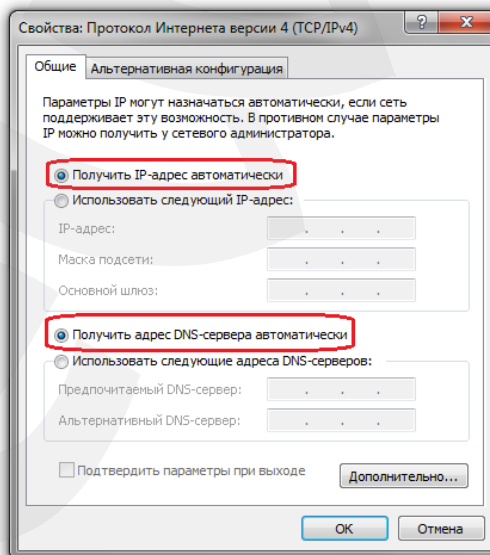 Свойства: Протокол Интернета версии 4 (TCP/IPv4)
Общие
Альтернативная конфигурация
Параметры IP могут назначаться автоматически, если сеть
поддерживает эту возможность. В противном случае параметры
IP можно получить у сетевого администратора.
Получить IP-адрес автоматически
Использовать следующий IP-адрес:
IP-адрес:
Маска подсети:
Основной шлюз:
Получить адрес DNS-сервера автоматически
Использовать следующие адреса DNS-серверов:
Предпочитаемый DNS-сервер:
Альтернативный DNS-сервер:
Подтвердить параметры при выходе
Дополнительно...
ОК
Отмена